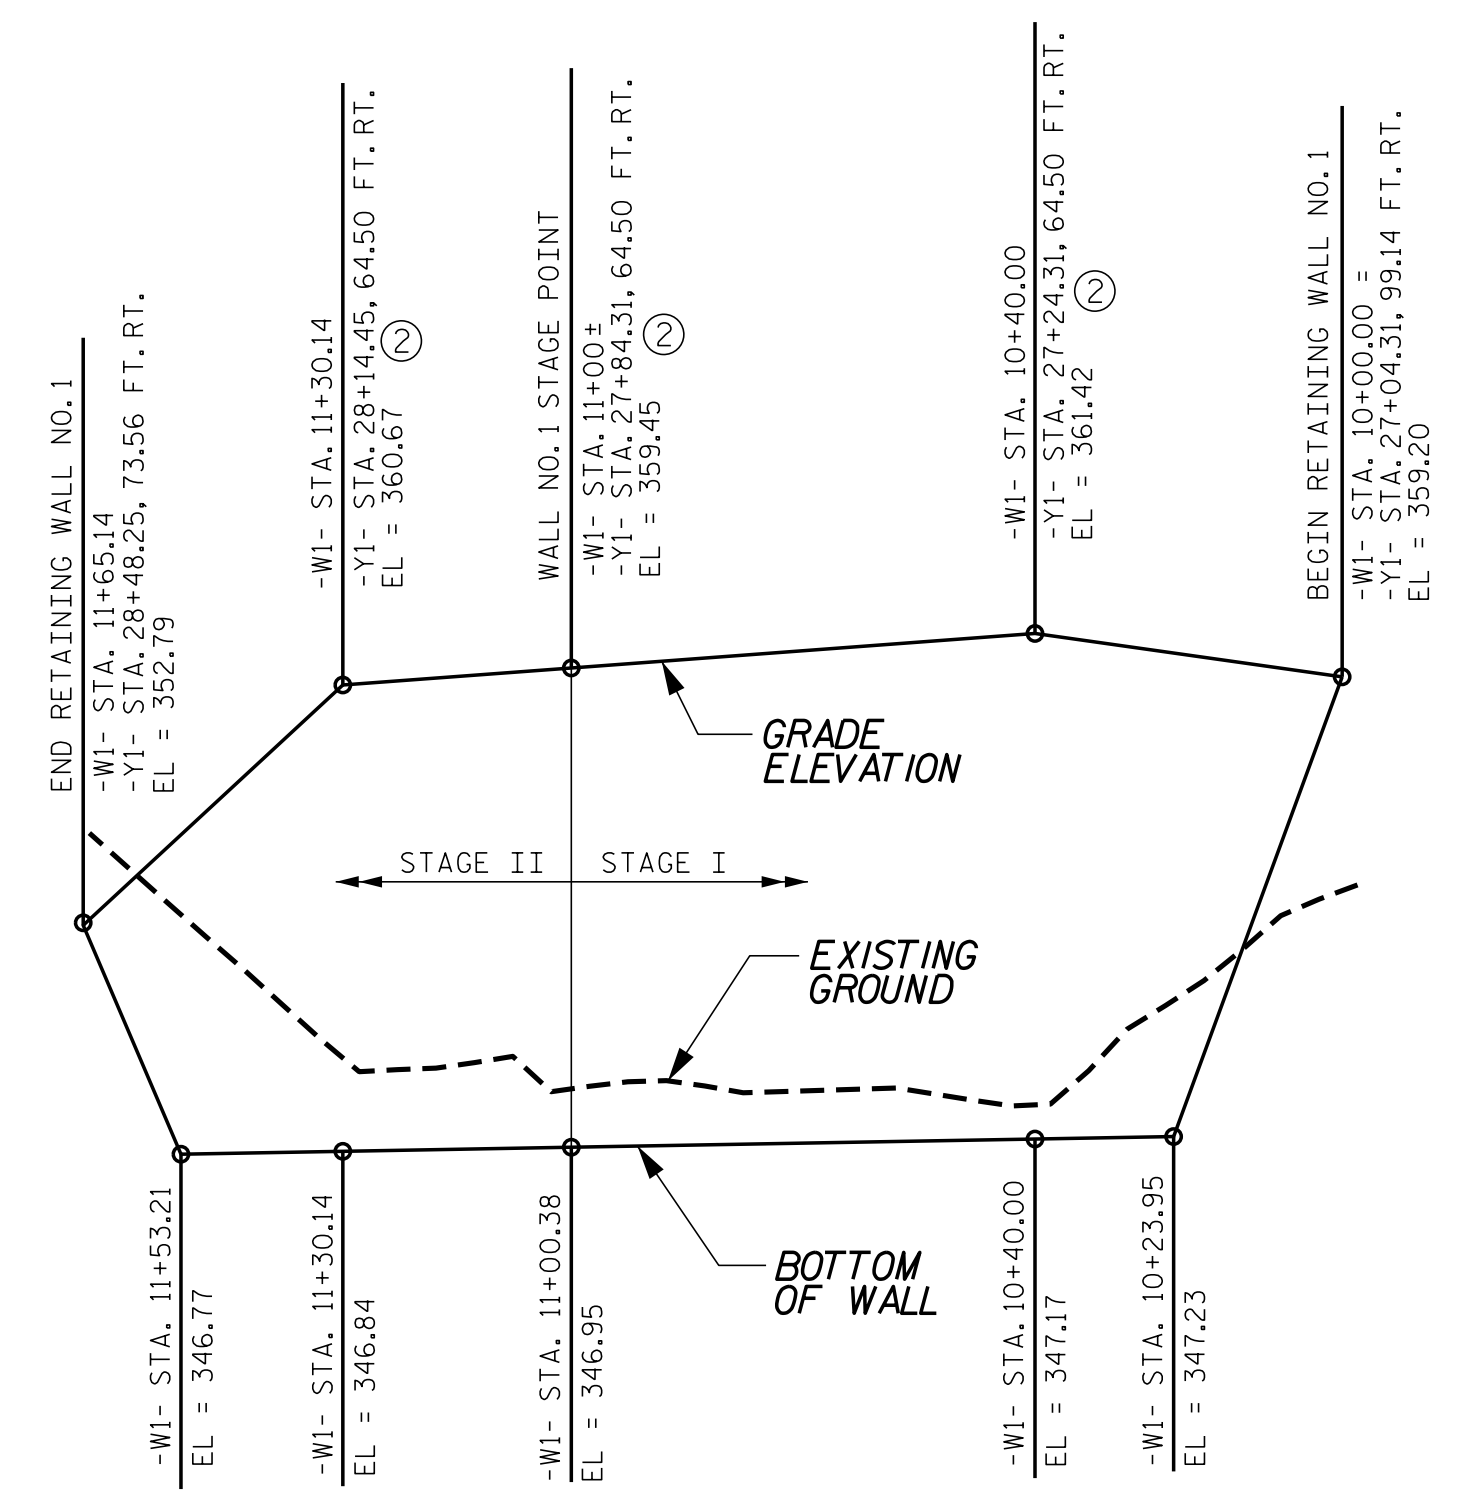 END RETAINING WALL NO.1
-W1- STA. 11+65.14
-Y1- STA.28+48.25, 73.56 FT.RT.
EL = 352.79
-W1- STA.11+30.14
-Y1- STA.28+14.45, 64.50 FT.RT.
EL = 360.67
2
WALL NO.1 STAGE POINT
-W1- STA.11+00±
-Y1- STA.27+84.31, 64.50 FT.RT.
EL = 359.45
2
-W1- STA. 10+40.00
-Y1- STA. 27+24.31, 64.50 FT.RT.
EL = 361.42
2
BEGIN RETAINING WALL NO.1
-W1- STA. 10+00.00 =
-Y1- STA.27+04.31, 99.14 FT.RT.
EL = 359.20
GRADE
ELEVATION
STAGE II
STAGE I
EXISTING
GROUND
BOTTOM
OF WALL
-W1- STA. 11+53.21
EL = 346.77
-W1- STA. 11+30.14
EL = 346.84
-W1- STA. 11+00.38
EL = 346.95
-W1- STA.10+40.00
EL = 347.17
-W1- STA. 10+23.95
EL = 347.23